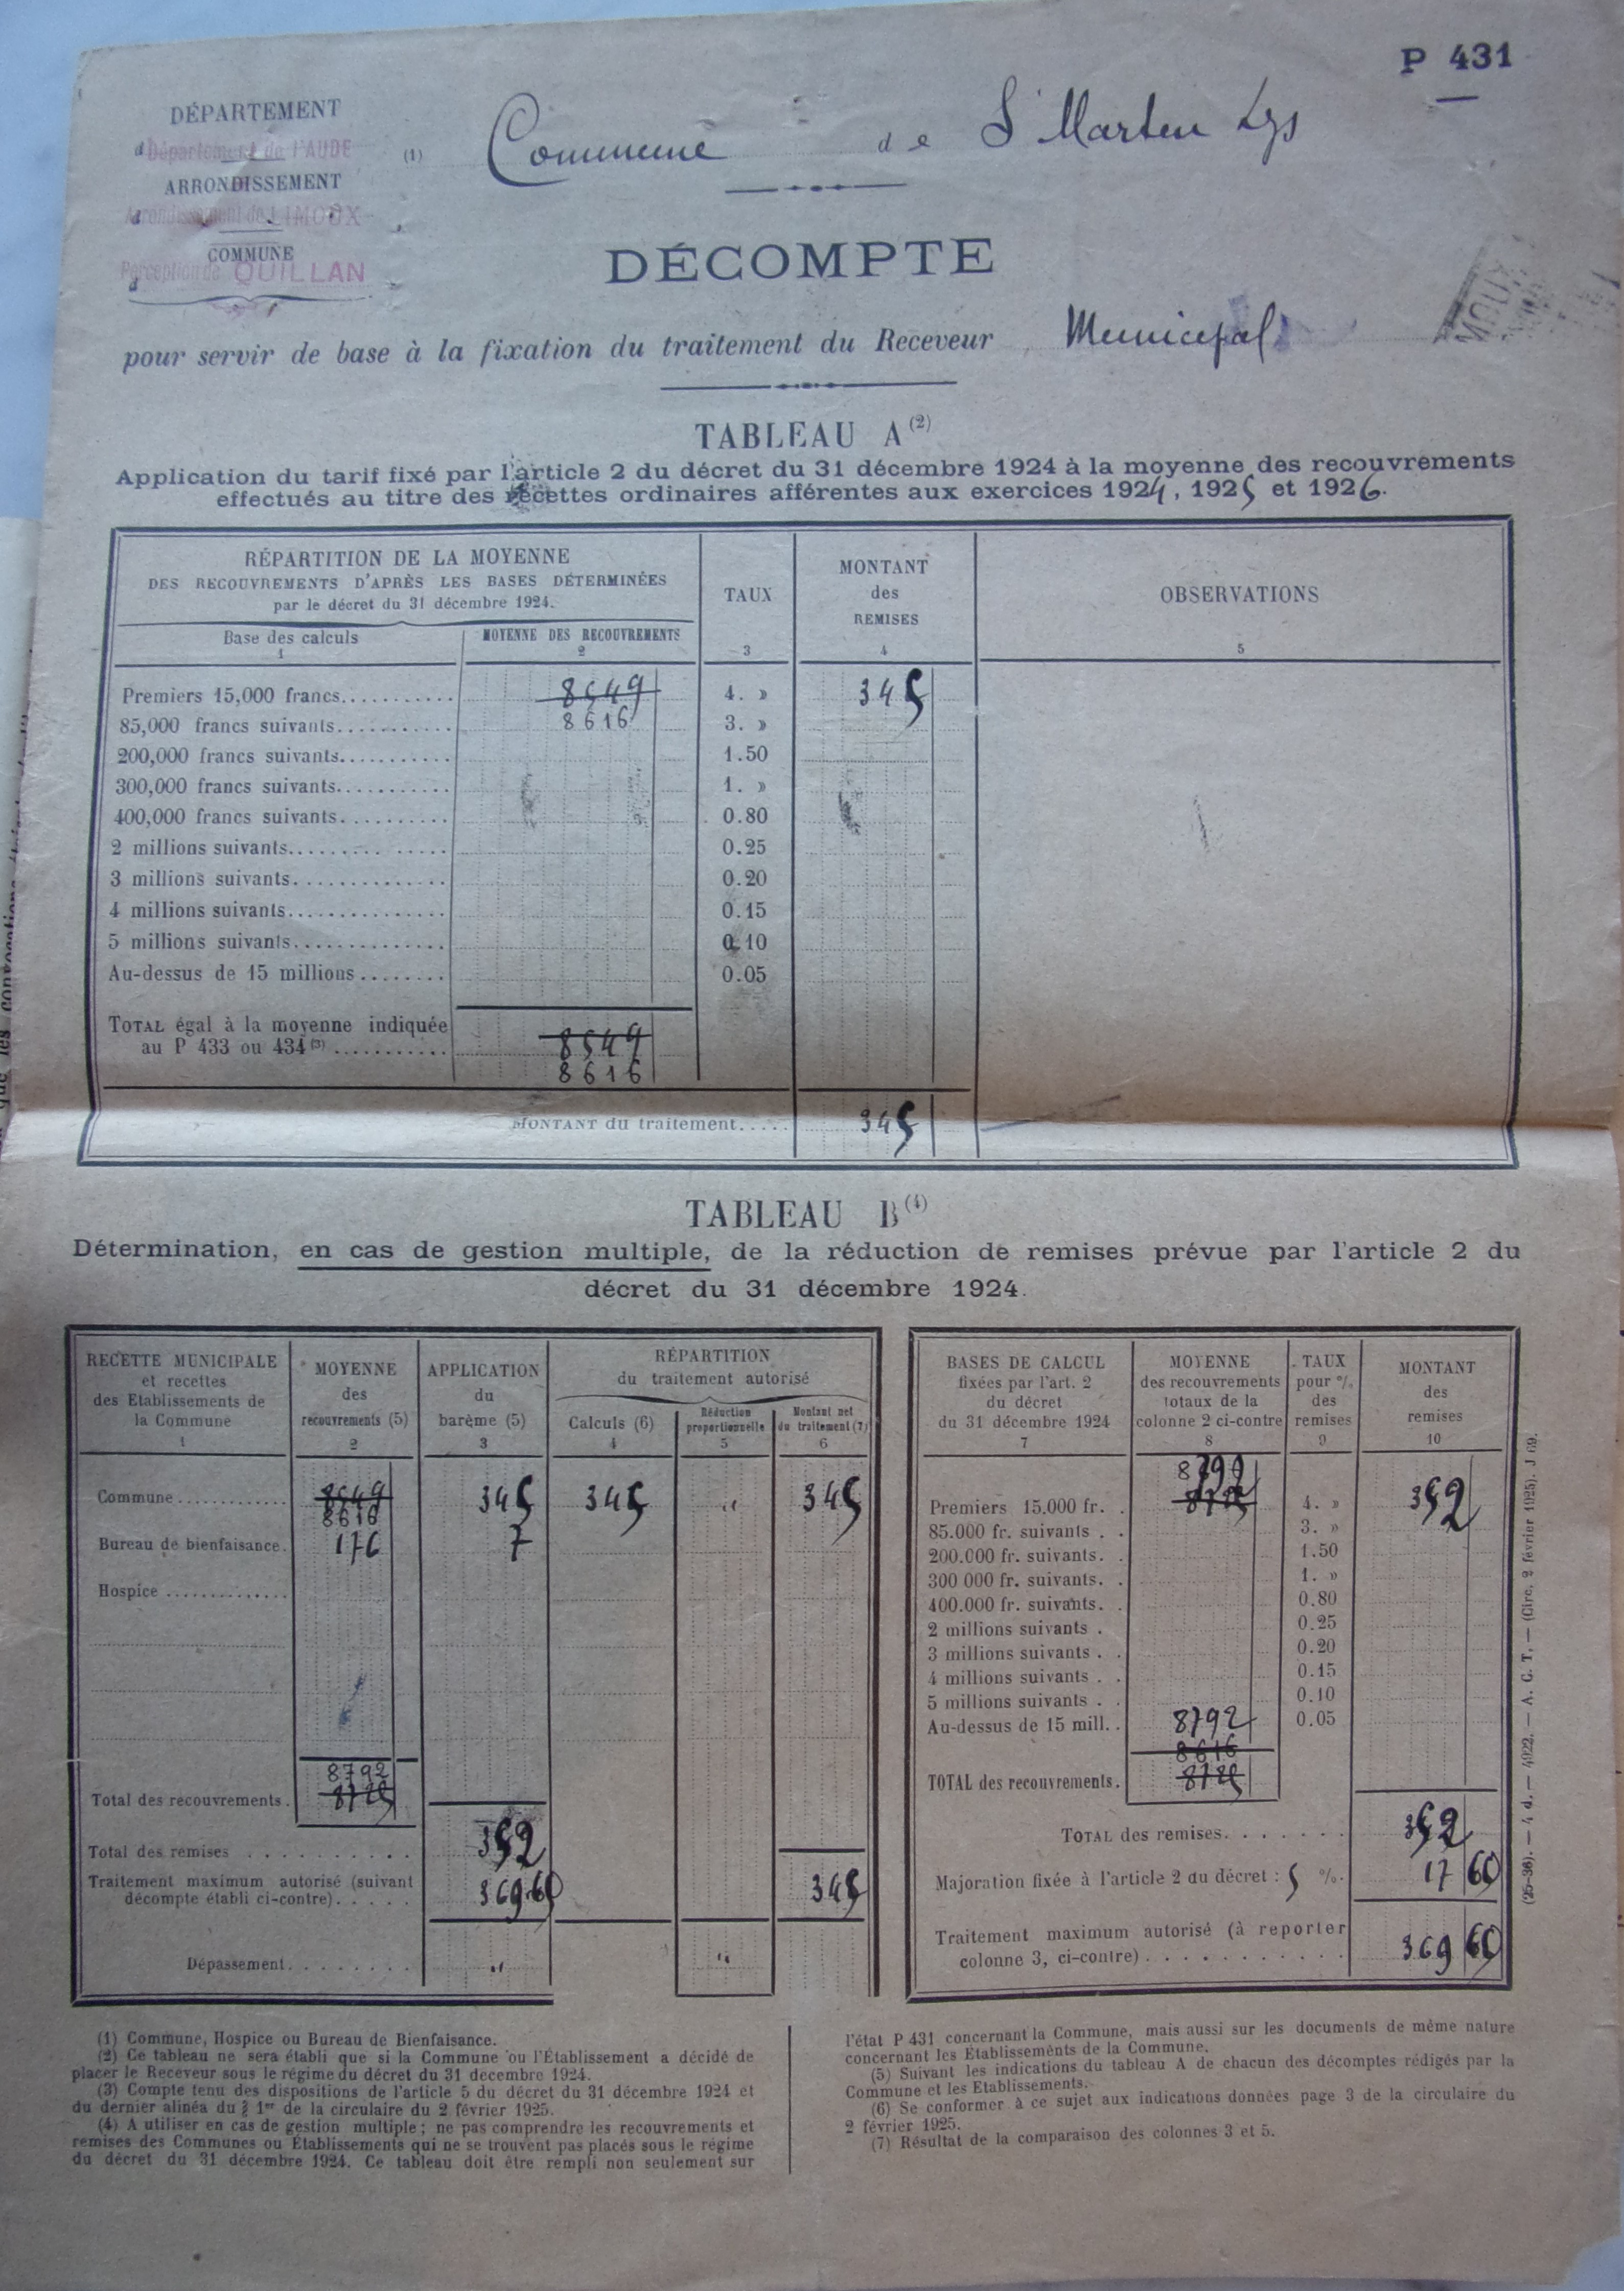 P 431
DÉPARTEMENT
d Département de l'AUDE
ARRONDISSEMENT
d Arrondissement de LIMOUX
COMMUNE
d Perception de QUILLAN
(1) Commune de St Martin Lys
DÉCOMPTE
pour servir de base à la fixation du traitement du Receveur Municipal
TABLEAU A (2)
Application du tarif fixé par l'article 2 du décret du 31 décembre 1924 à la moyenne des recouvrements
effectués au titre des recettes ordinaires afférentes aux exercices 1924, 1925 et 1926.
RÉPARTITION DE LA MOYENNE
DES RECOUVREMENTS D'APRÈS LES BASES DÉTERMINÉES
par le décret du 31 décembre 1924.
Base des calculs
1
MOYENNE DES RECOUVREMENTS
2
TAUX
3
MONTANT
des
REMISES
4
OBSERVATIONS
5
Premiers 15,000 francs........... 8549 4. » 345
85,000 francs suivants........... 8616 3. »
200,000 francs suivants........... 1.50
300,000 francs suivants........... 1. »
400,000 francs suivants.......... 0.80
2 millions suivants......... ..... 0.25
3 millions suivants.............. 0.20
4 millions suivants............... 0.15
5 millions suivants.............. 0.10
Au-dessus de 15 millions ........ 0.05
TOTAL égal à la moyenne indiquée
au P 433 ou 434 (3) ........... 8549
8616
MONTANT du traitement..... 345
TABLEAU B (4)
Détermination, en cas de gestion multiple, de la réduction de remises prévue par l'article 2 du
décret du 31 décembre 1924.
RECETTE MUNICIPALE
et recettes
des Etablissements de
la Commune
1
MOYENNE
des
recouvrements (5)
2
APPLICATION
du
barème (5)
3
RÉPARTITION
du traitement autorisé
Calculs (6)
4
Réduction
proportionnelle
5
Montant net
du traitement (7)
6
Commune ............ 8549 345 345 " 345
8616
Bureau de bienfaisance. 176 7
Hospice ..............
8792
Total des recouvrements. 8725
Total des remises .......... 352
Traitement maximum autorisé (suivant
décompte établi ci-contre)..... 369.60 345
Dépassement........ " "
BASES DE CALCUL
fixées par l'art. 2
du décret
du 31 décembre 1924
7
MOYENNE
des recouvrements
totaux de la
colonne 2 ci-contre
8
TAUX
pour %
des
remises
9
MONTANT
des
remises
10
8792
Premiers 15.000 fr. . 8725 4. » 352
85.000 fr. suivants . . 3. »
200.000 fr. suivants. . 1.50
300 000 fr. suivants. . 1. »
400.000 fr. suivants. . 0.80
2 millions suivants . 0.25
3 millions suivants . . 0.20
4 millions suivants . . 0.15
5 millions suivants . . 0.10
Au-dessus de 15 mill. . 8792 0.05
8616
TOTAL des recouvrements. 8725
TOTAL des remises....... 352
Majoration fixée à l'article 2 du décret : 5 %. 17 60
Traitement maximum autorisé (à reporter
colonne 3, ci-contre)........... 369 60
(25-36). — 4 d. — 4922. — A. G. T. — (Circ. 2 février 1925). J 69.
(1) Commune, Hospice ou Bureau de Bienfaisance.
(2) Ce tableau ne sera établi que si la Commune ou l'Établissement a décidé de
placer le Receveur sous le régime du décret du 31 décembre 1924.
(3) Compte tenu des dispositions de l'article 5 du décret du 31 décembre 1924 et
du dernier alinéa du § 1er de la circulaire du 2 février 1925.
(4) A utiliser en cas de gestion multiple ; ne pas comprendre les recouvrements et
remises des Communes ou Établissements qui ne se trouvent pas placés sous le régime
du décret du 31 décembre 1924. Ce tableau doit être rempli non seulement sur
l'état P 431 concernant la Commune, mais aussi sur les documents de même nature
concernant les Établissements de la Commune.
(5) Suivant les indications du tableau A de chacun des décomptes rédigés par la
Commune et les Etablissements.
(6) Se conformer à ce sujet aux indications données page 3 de la circulaire du
2 février 1925.
(7) Résultat de la comparaison des colonnes 3 et 5.